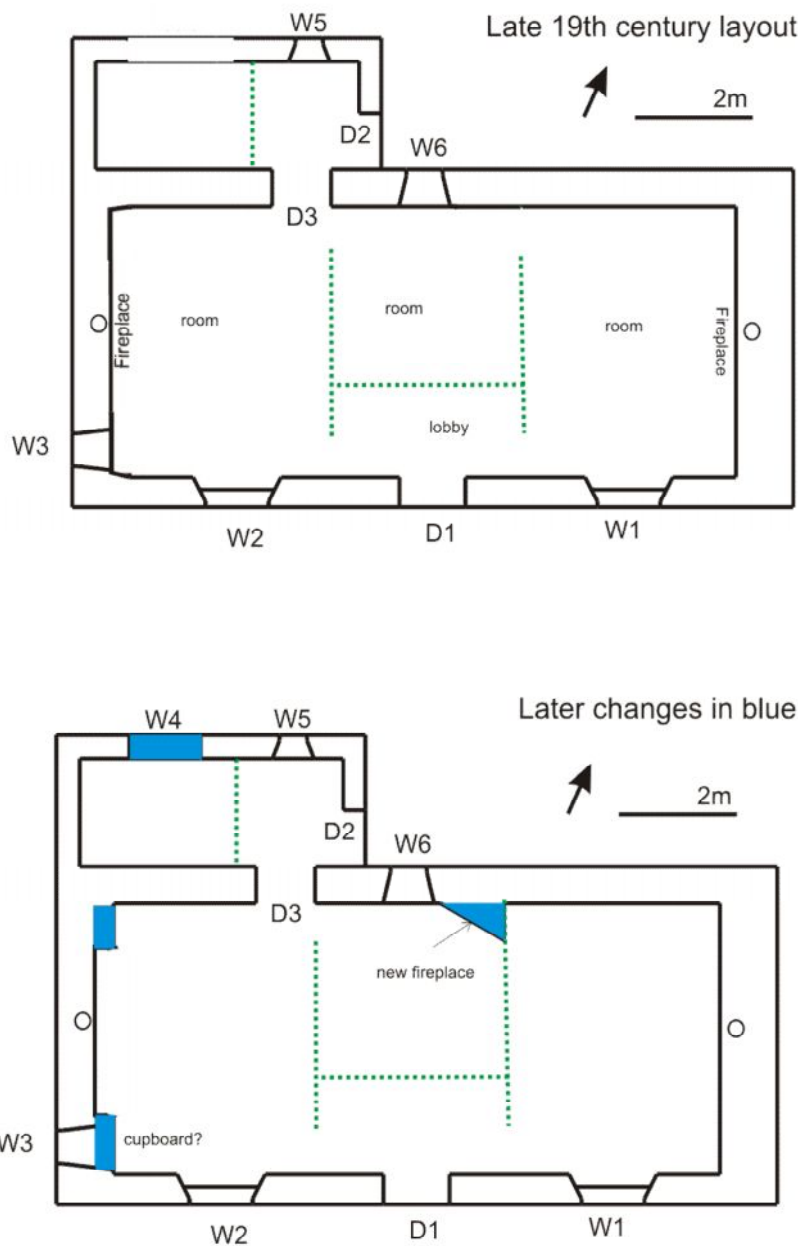 W5
Late 19th century layout
2m
D2
W6
D3
Fireplace
room
room
room
Fireplace
lobby
W3
W2
D1
W1
Later changes in blue
W4
W5
2m
D2
W6
D3
new fireplace
W3
cupboard?
W2
D1
W1